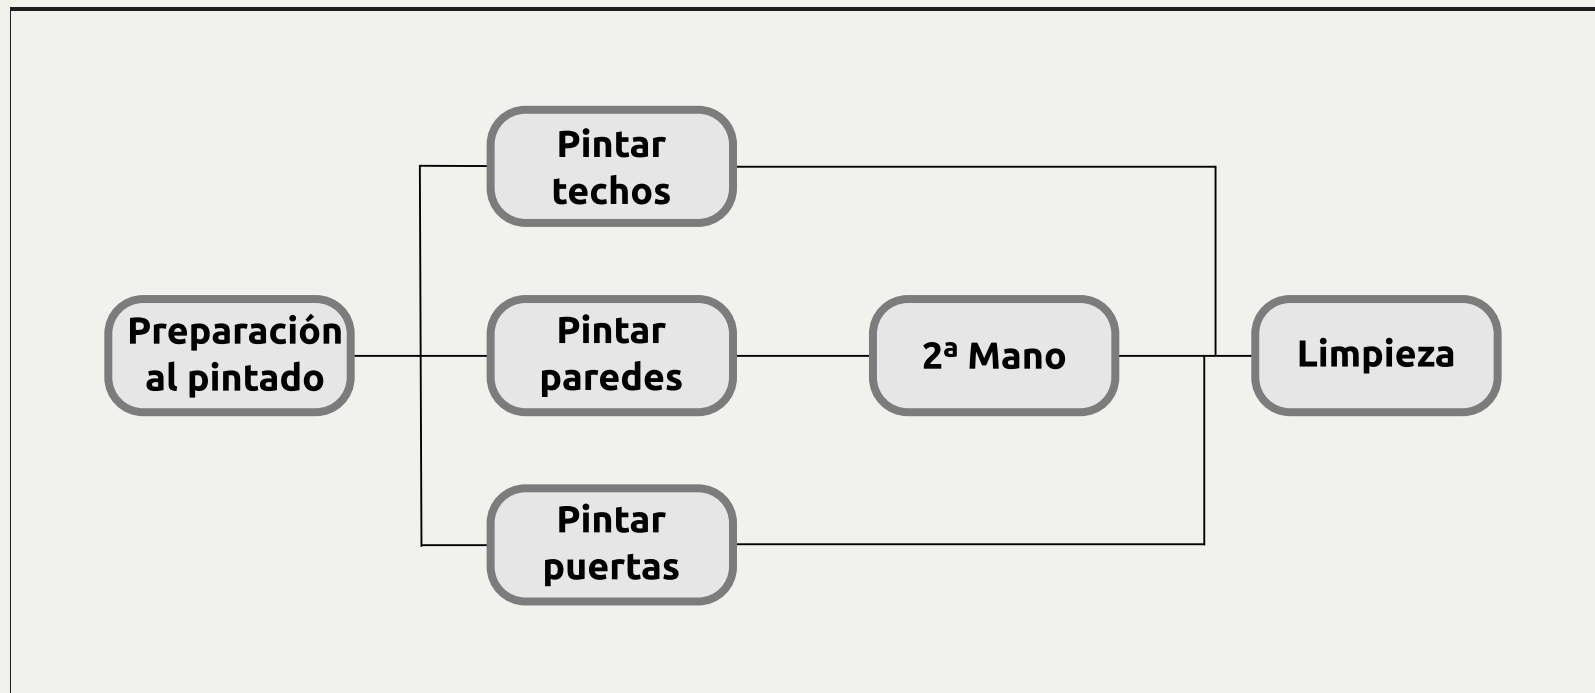 Pintar
techos
Preparación
al pintado
Pintar
paredes
2ª Mano
Limpieza
Pintar
puertas